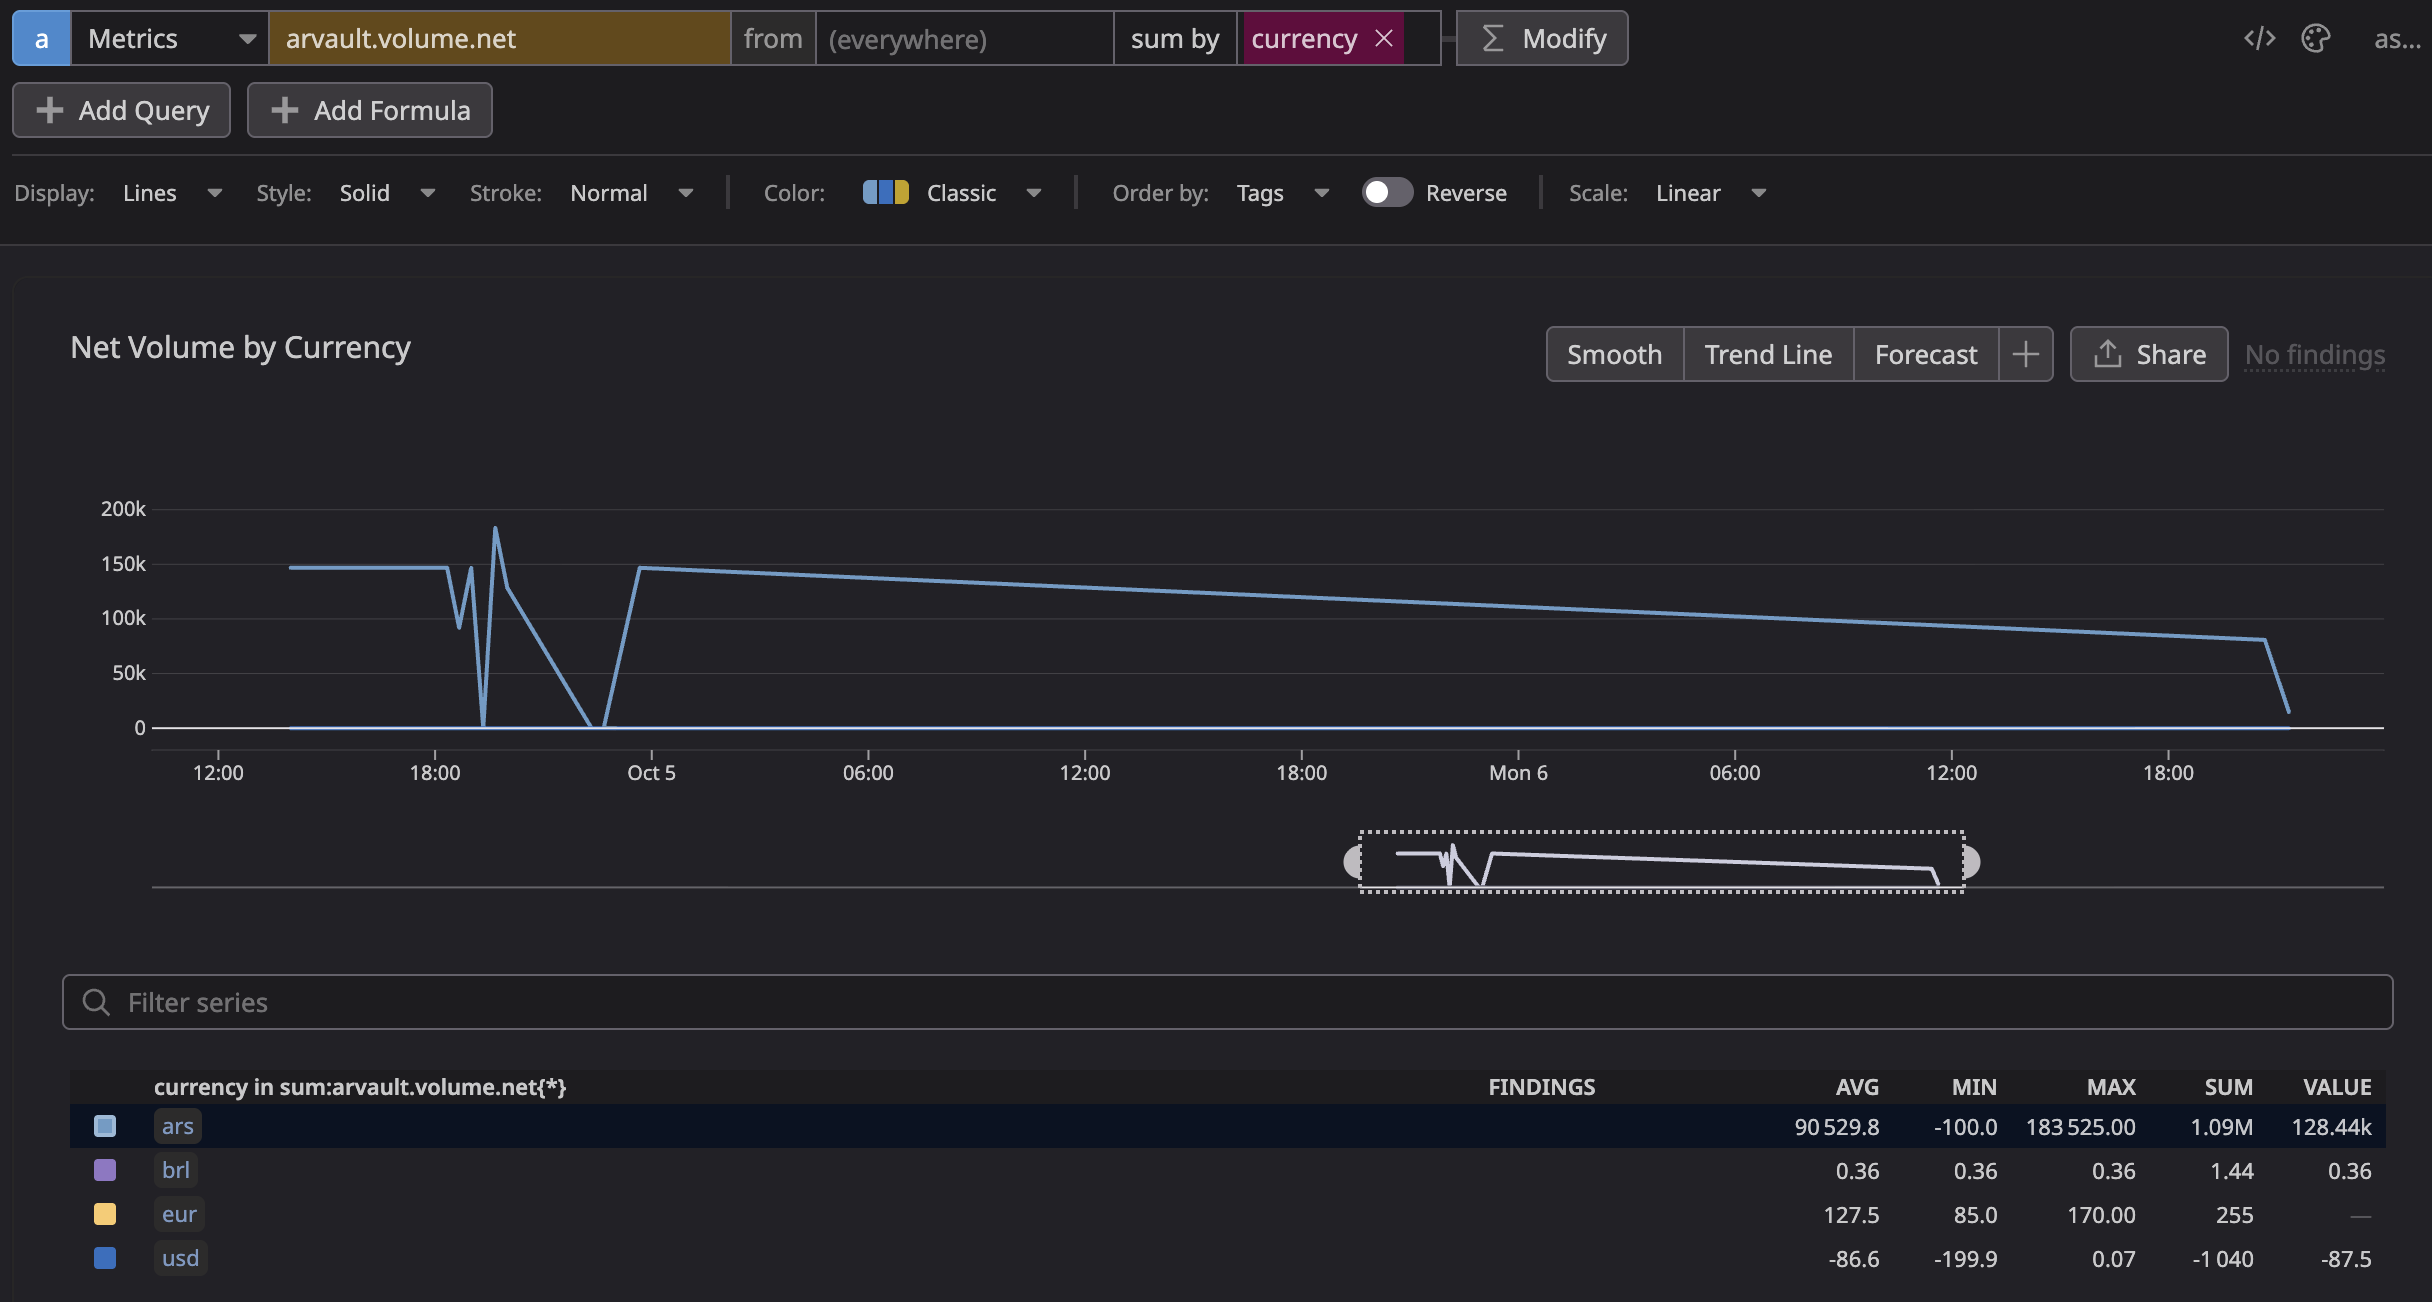 a Metrics arvault.volume.net from (everywhere) sum by currency Σ Modify as...
Add Query Add Formula
Display: Lines Style: Solid Stroke: Normal Color: Classic Order by: Tags Reverse Scale: Linear
Net Volume by Currency Smooth Trend Line Forecast Share No findings
200k
150k
100k
50k
0
12:00 18:00 Oct 5 06:00 12:00 18:00 Mon 6 06:00 12:00 18:00
Filter series
currency in sum:arvault.volume.net{*} FINDINGS AVG MIN MAX SUM VALUE
ars 90 529.8 -100.0 183 525.00 1.09M 128.44k
brl 0.36 0.36 0.36 1.44 0.36
eur 127.5 85.0 170.00 255 —
usd -86.6 -199.9 0.07 -1 040 -87.5